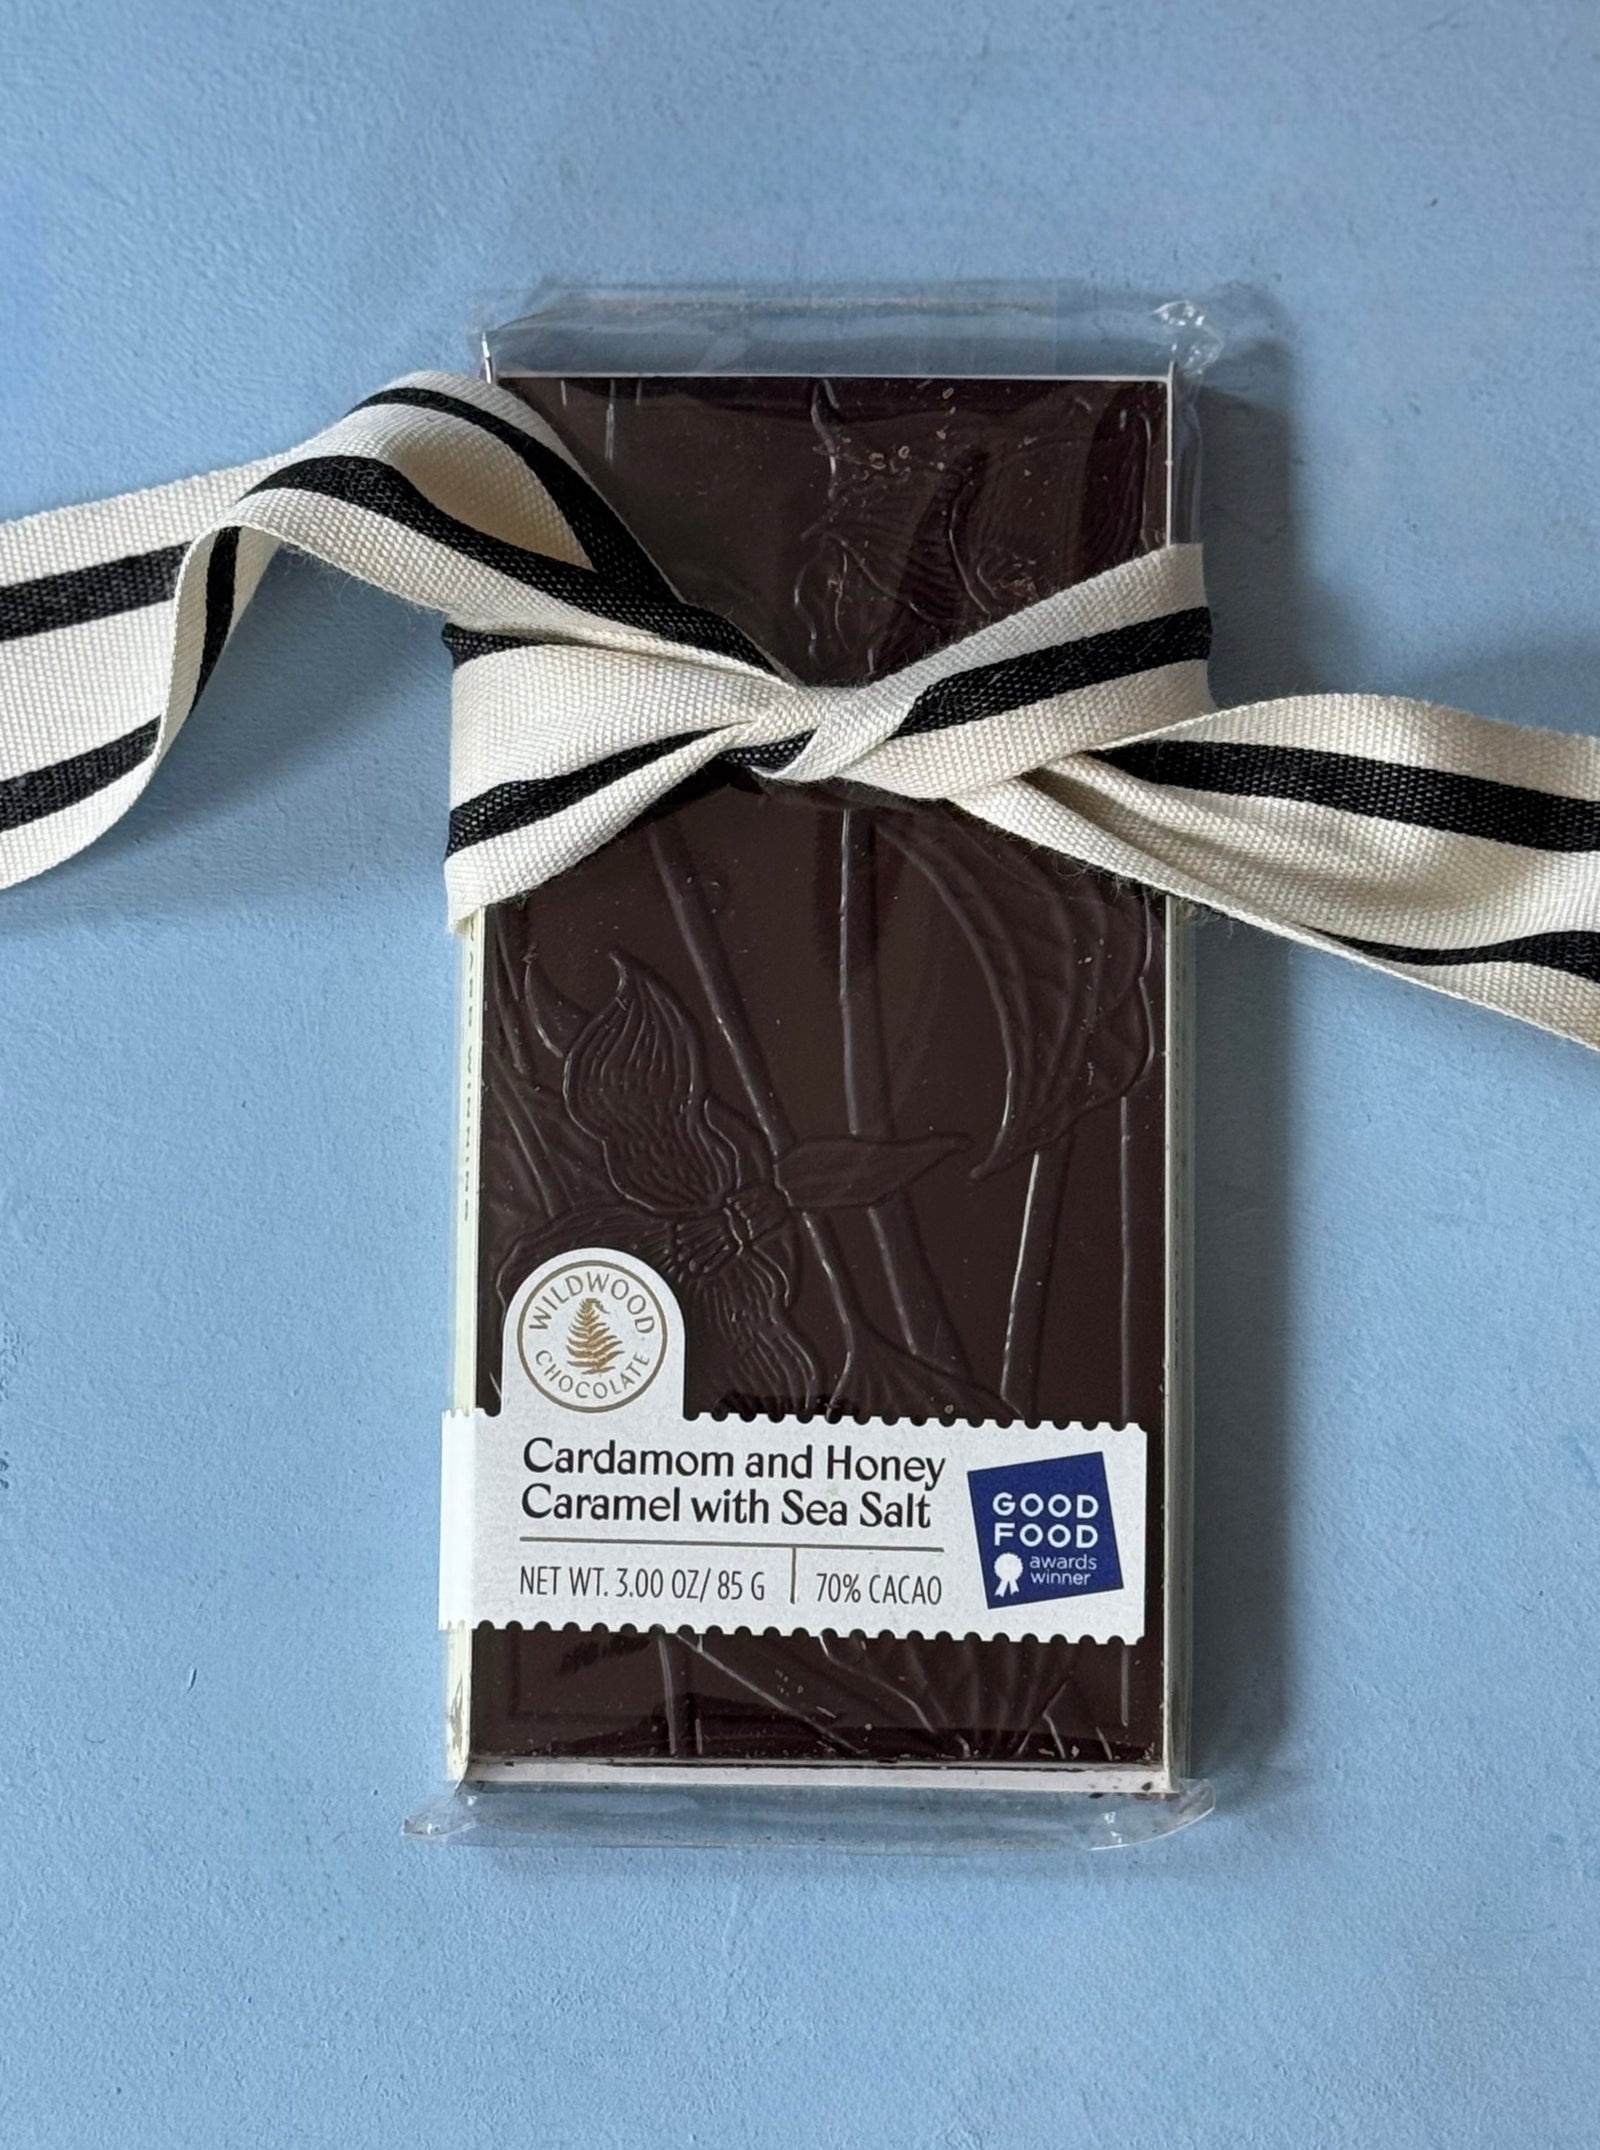 WILDWOOD
CHOCOLATE
Cardamom and Honey
Caramel with Sea Salt
NET WT. 3.00 OZ/ 85 G
70% CACAO
GOOD
FOOD
awards
winner
WINNING